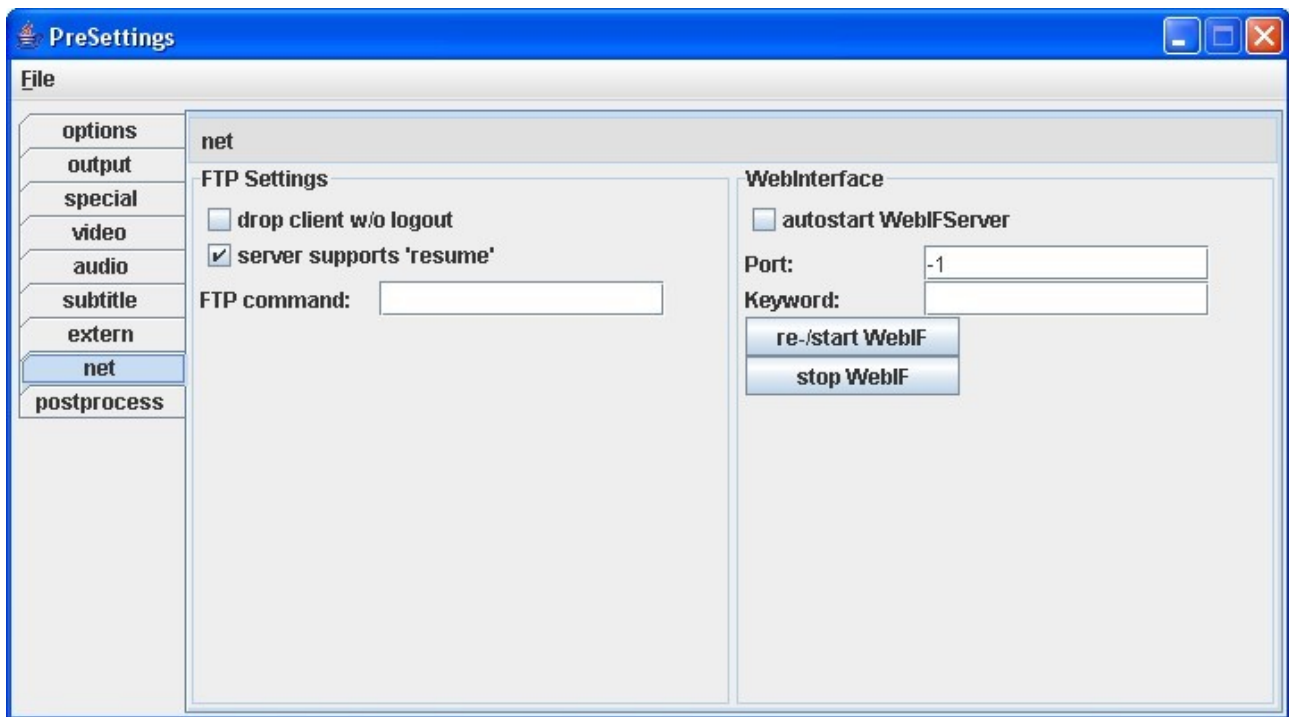 PreSettings
File
options
output
special
video
audio
subtitle
extern
net
postprocess
net
FTP Settings
drop client w/o logout
server supports 'resume'
FTP command:
WebInterface
autostart WebIFServer
Port: -1
Keyword:
re-/start WebIF
stop WebIF